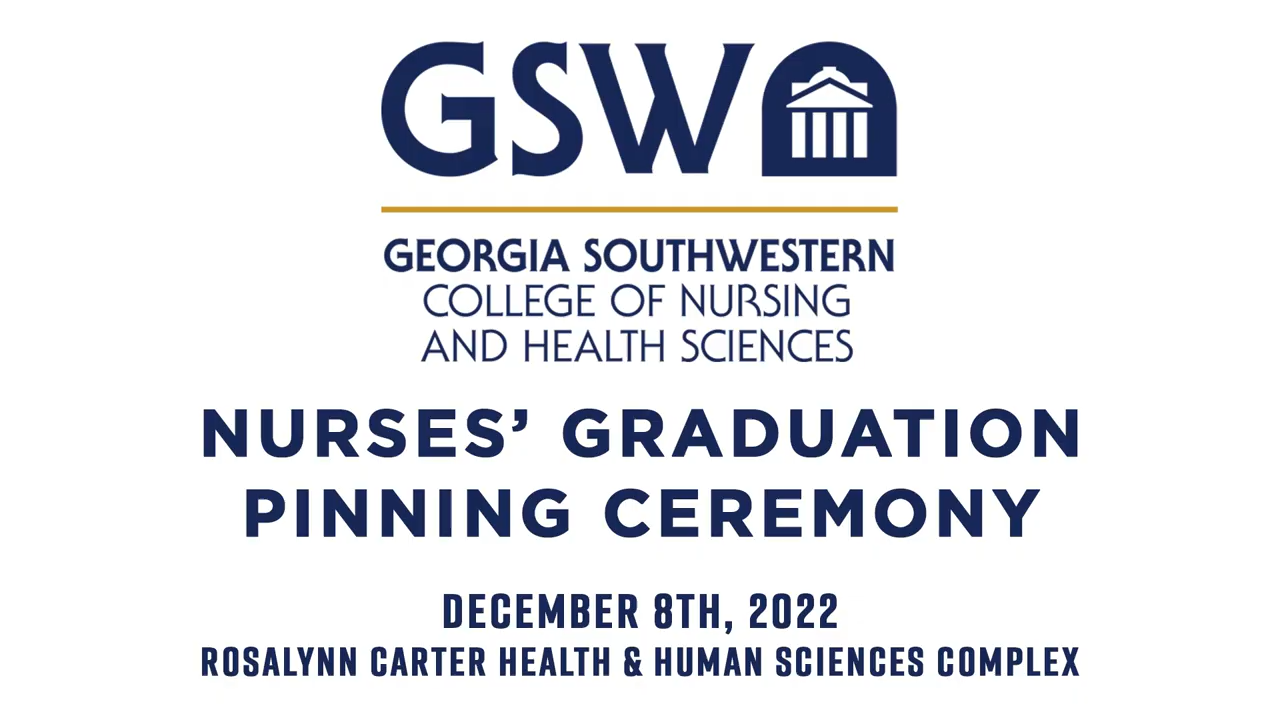 GSW
GEORGIA SOUTHWESTERN
COLLEGE OF NURSING
AND HEALTH SCIENCES
NURSES’ GRADUATION
PINNING CEREMONY
DECEMBER 8TH, 2022
ROSALYNN CARTER HEALTH & HUMAN SCIENCES COMPLEX